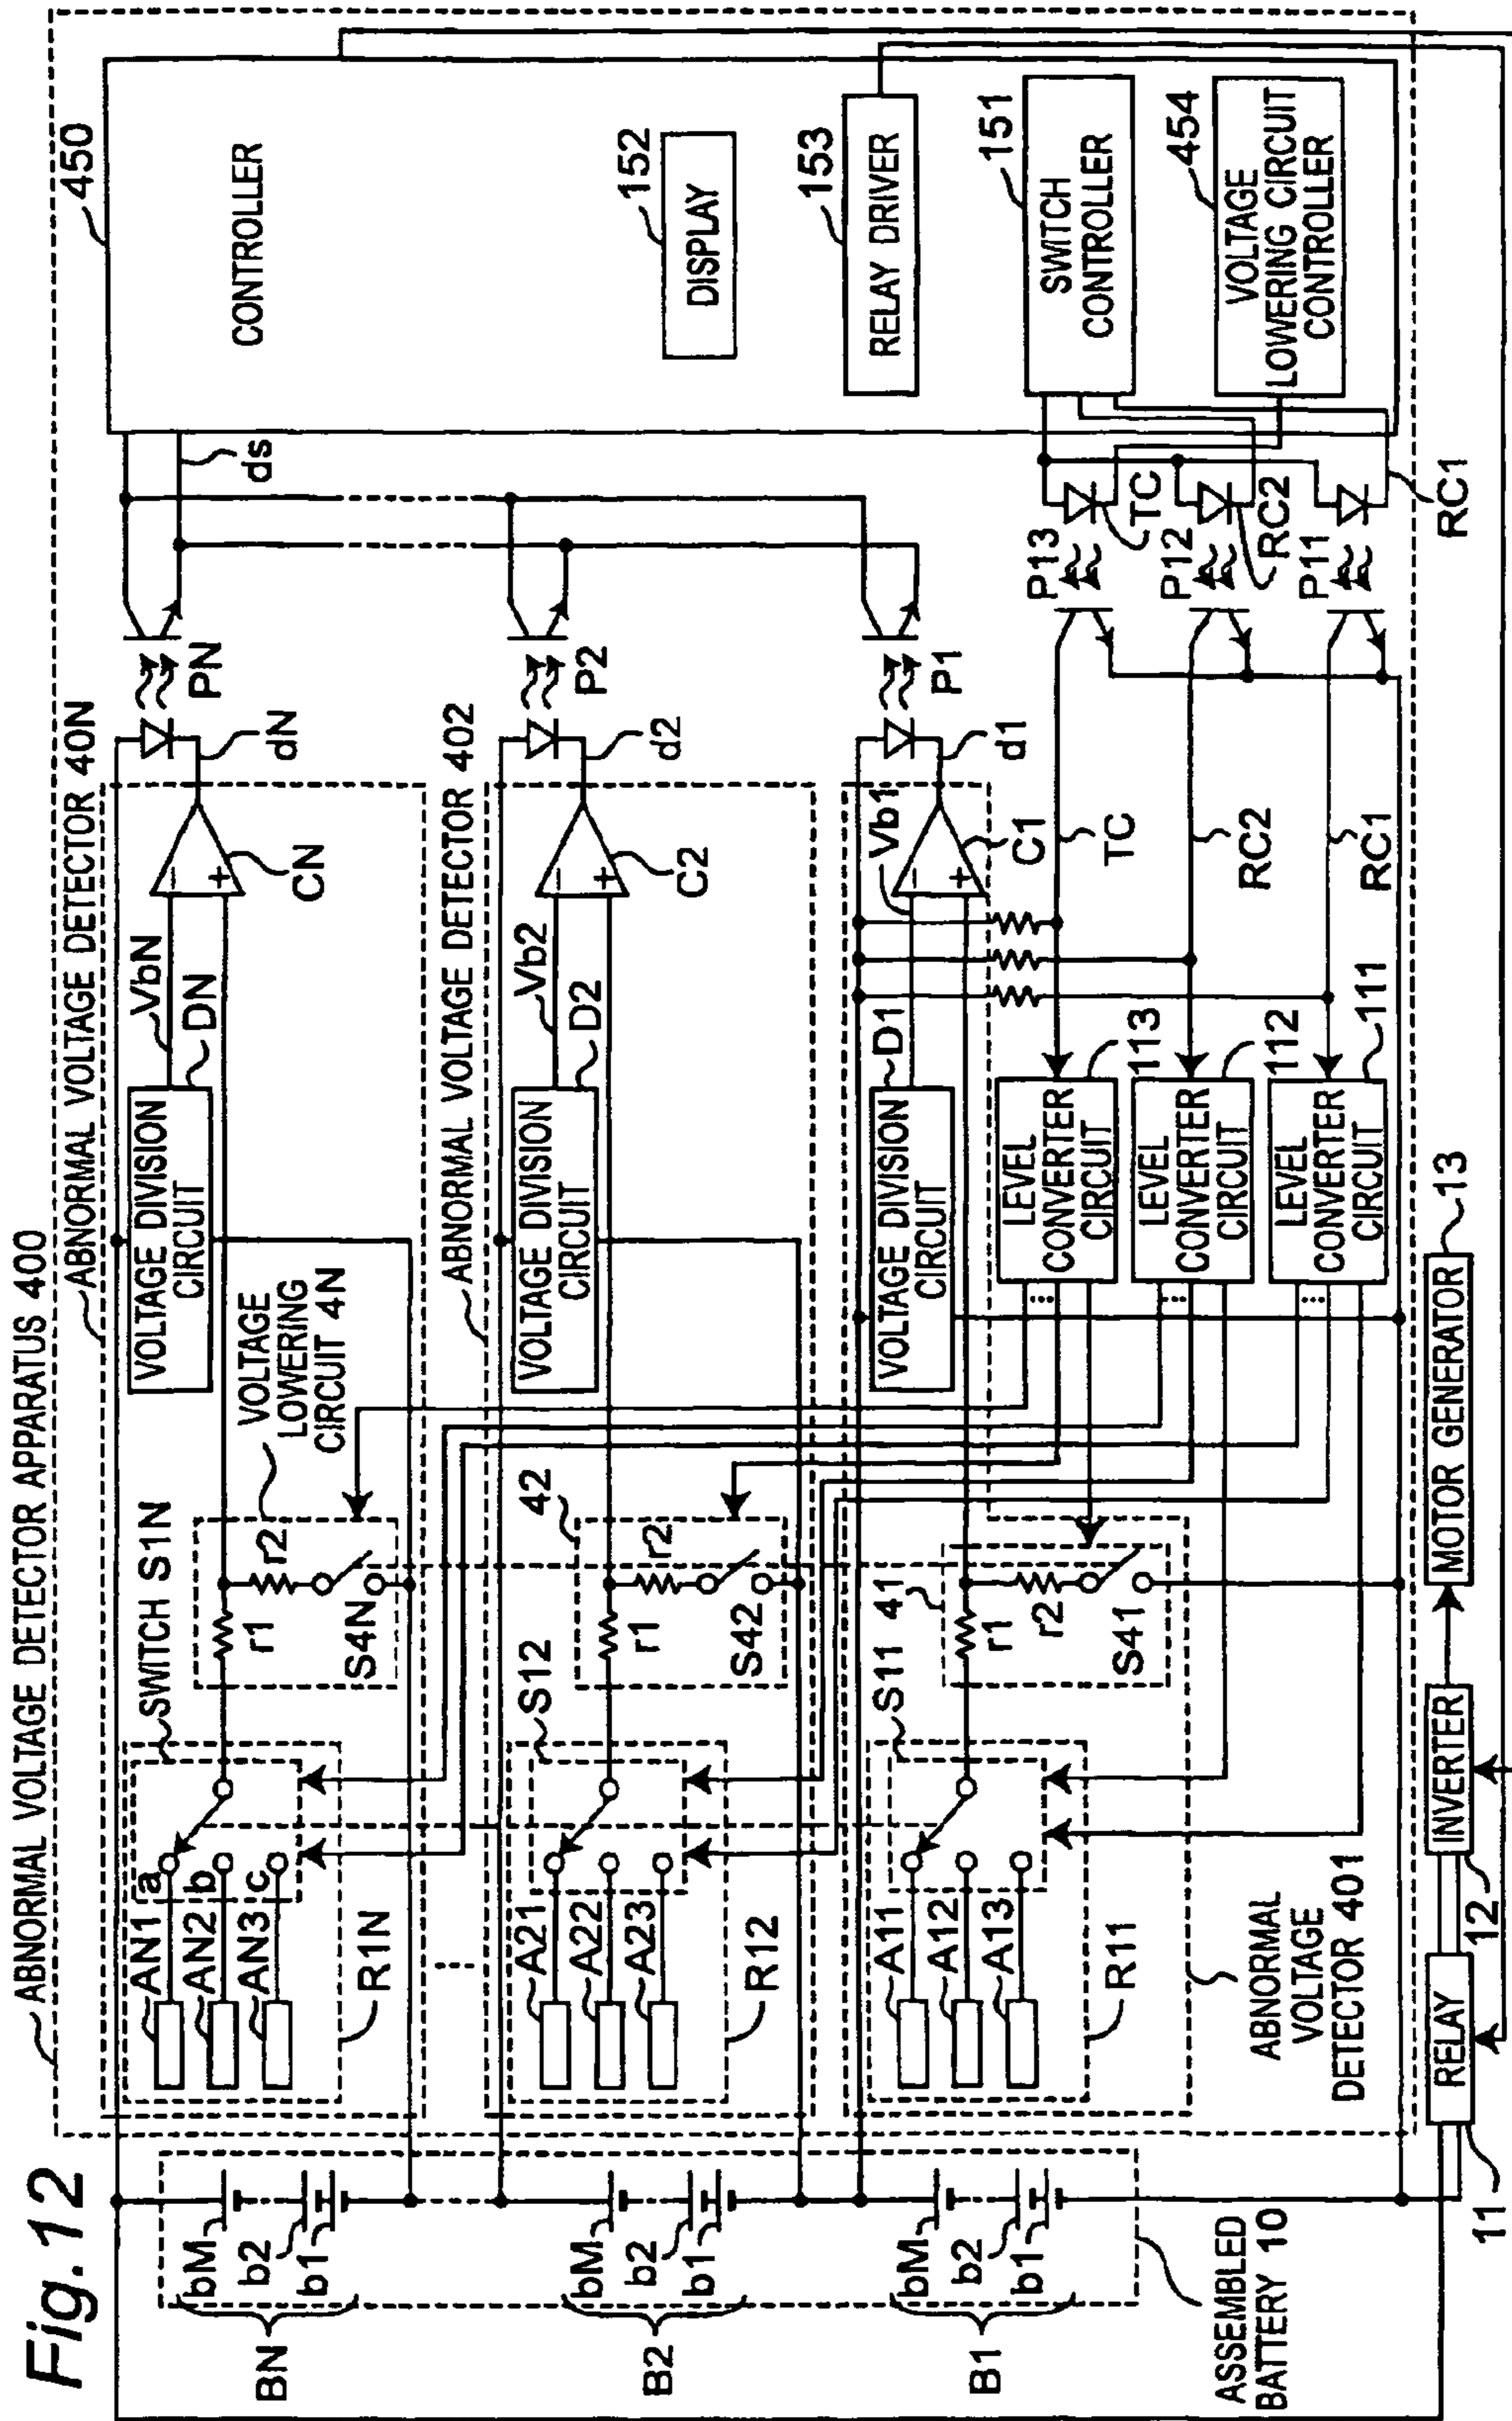 Fig.12
ABNORMAL VOLTAGE DETECTOR APPARATUS 400
ABNORMAL VOLTAGE DETECTOR 40N
450
CONTROLLER
BN
bM
b2
b1
AN1
AN2
AN3
a
b
c
R1N
SWITCH S1N
r1
r2
S4N
VOLTAGE
LOWERING
CIRCUIT 4N
VOLTAGE DIVISION
CIRCUIT
VbN
DN
CN
dN
PN
ds
ABNORMAL VOLTAGE DETECTOR 402
B2
bM
b2
b1
A21
A22
A23
R12
S12
42
r1
r2
S42
VOLTAGE DIVISION
CIRCUIT
Vb2
D2
C2
d2
P2
152
DISPLAY
153
RELAY DRIVER
B1
bM
b2
b1
A11
A12
A13
R11
S11
41
r1
r2
S41
VOLTAGE DIVISION
CIRCUIT
D1
Vb1
C1
d1
P1
151
SWITCH
CONTROLLER
454
VOLTAGE
LOWERING CIRCUIT
CONTROLLER
LEVEL
CONVERTER
CIRCUIT
113
TC
P13
TC
LEVEL
CONVERTER
CIRCUIT
112
RC2
P12
RC2
LEVEL
CONVERTER
CIRCUIT
111
RC1
P11
RC1
ASSEMBLED
BATTERY 10
ABNORMAL
VOLTAGE
DETECTOR 401
11
RELAY
12
INVERTER
MOTOR GENERATOR
13